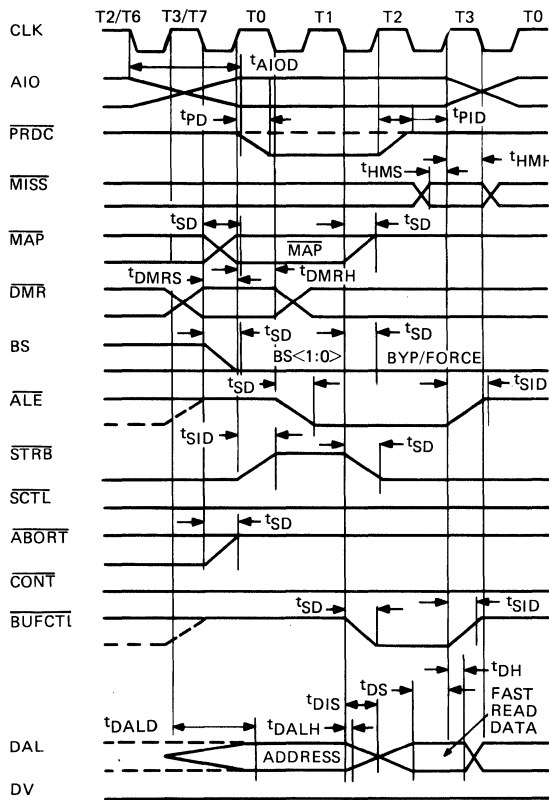 T2/T6 T3/T7 T0 T1 T2 T3 T0
CLK
tAIOD
AIO
tPD tPID
PRDC
tHMS tHMH
MISS
tSD tSD
MAP MAP
tDMRS tDMRH
DMR
tSD tSD
BS BS<1:0> BYP/FORCE
tSD tSID
ALE
tSID tSD
STRB
SCTL
tSD
ABORT
CONT
tSD tSID
BUFCTL
tDH
tDS FAST
tDIS READ
tDALD tDALH DATA
DAL ADDRESS
DV